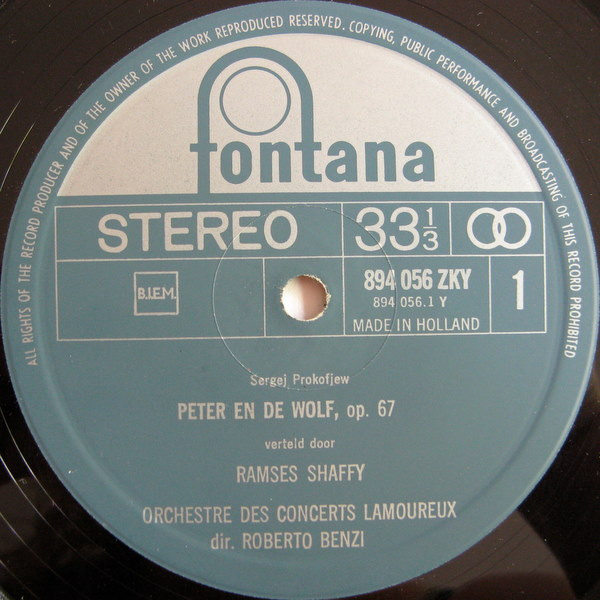 ALL RIGHTS OF THE RECORD PRODUCER AND OF THE OWNER OF THE WORK REPRODUCED RESERVED. COPYING, PUBLIC PERFORMANCE AND BROADCASTING OF THIS RECORD PROHIBITED
fontana
STEREO 33 1/3
B.I.E.M. 894 056 ZKY 1
894 056.1 Y
MADE IN HOLLAND
Sergej Prokofjew
PETER EN DE WOLF, op. 67
verteld door
RAMSES SHAFFY
ORCHESTRE DES CONCERTS LAMOUREUX
dir. ROBERTO BENZI